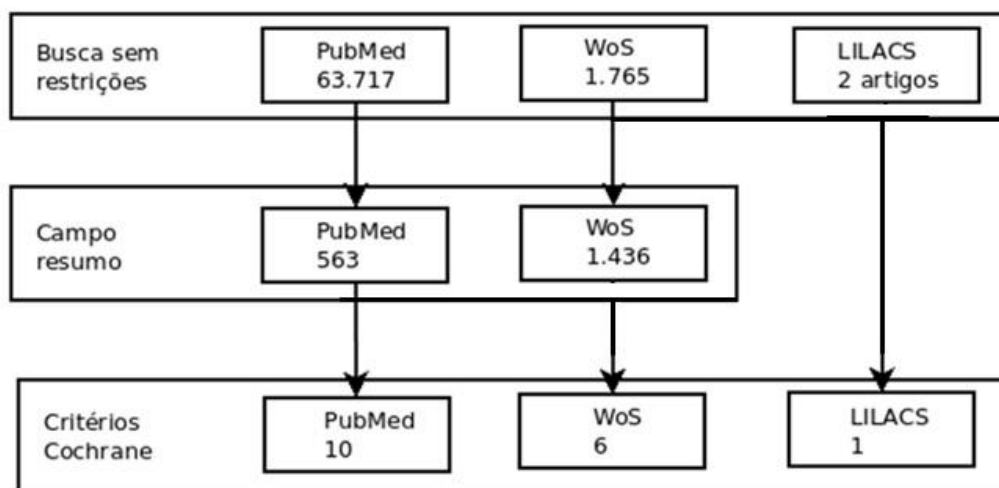 Busca sem
restrições
PubMed
63.717
WoS
1.765
LILACS
2 artigos
Campo
resumo
PubMed
563
WoS
1.436
Critérios
Cochrane
PubMed
10
WoS
6
LILACS
1